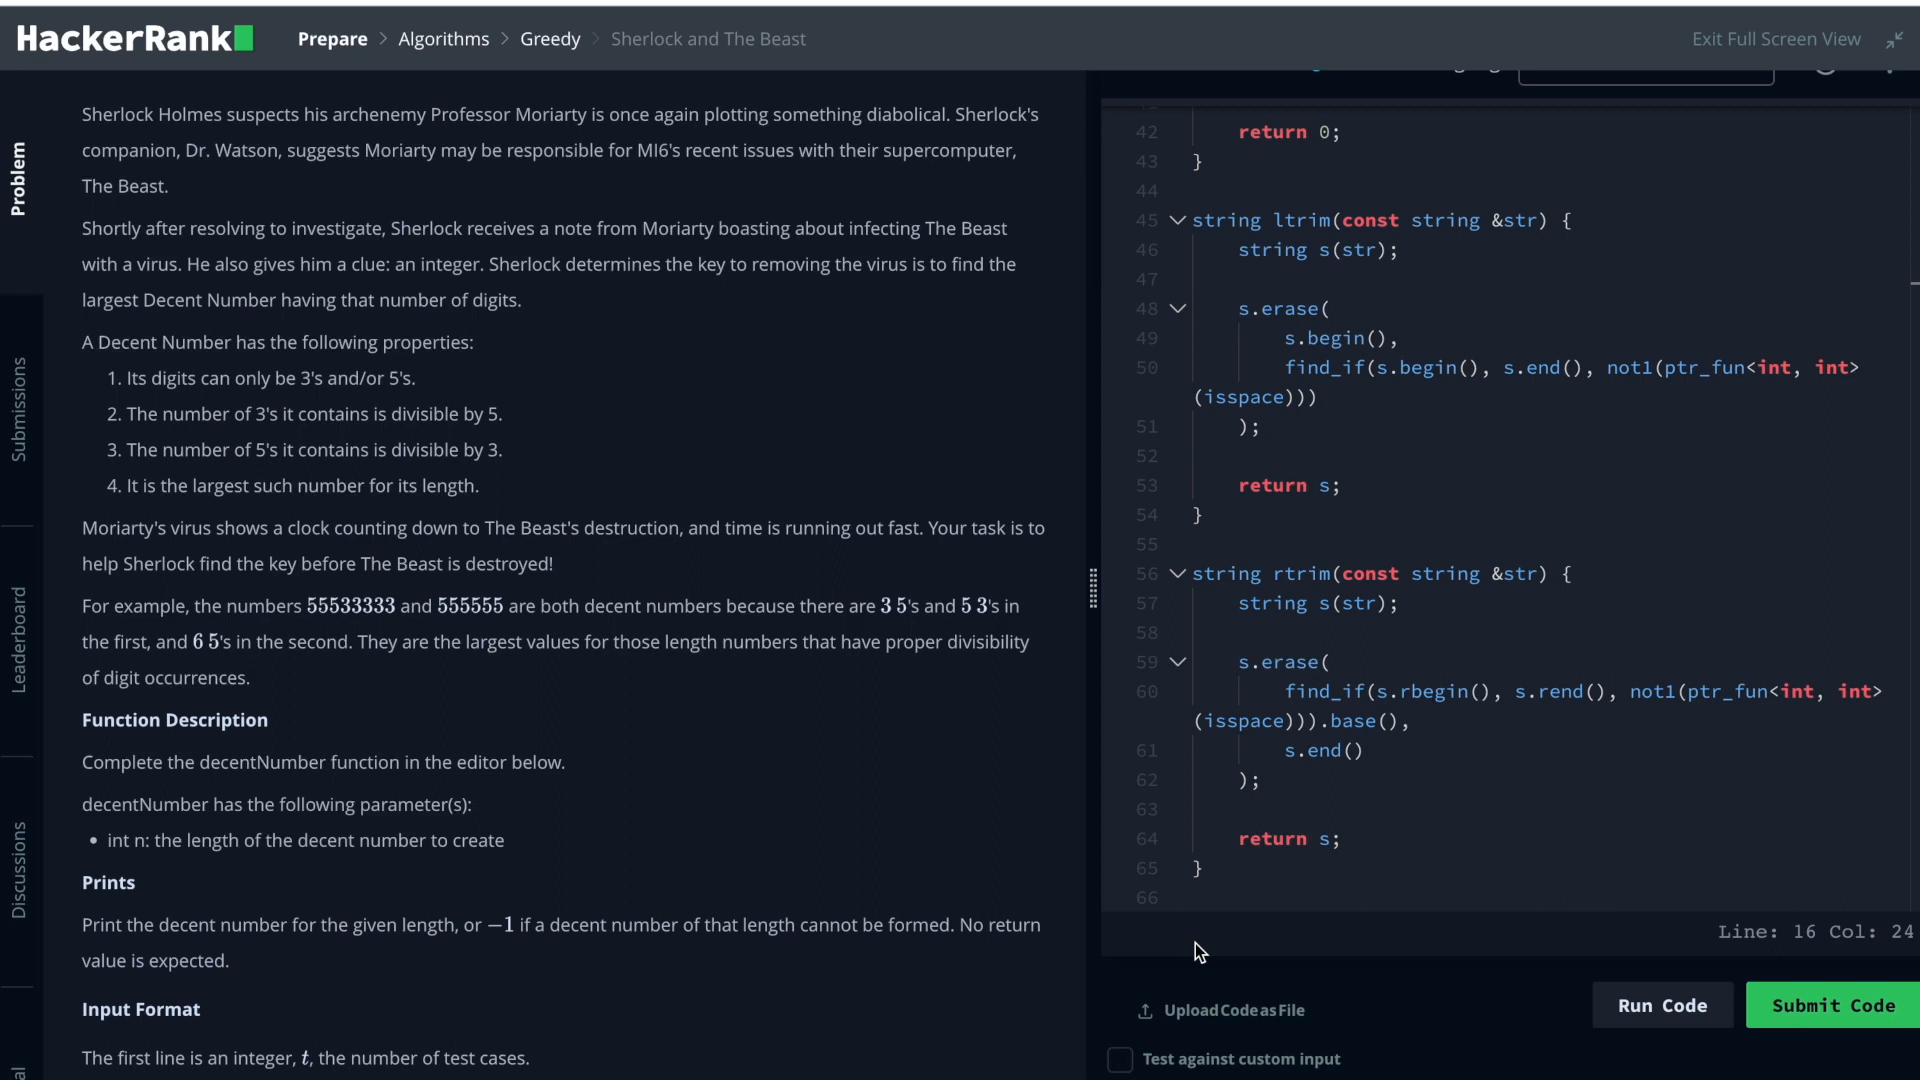 HackerRank
Prepare > Algorithms > Greedy > Sherlock and The Beast
Exit Full Screen View
Problem
Submissions
Leaderboard
Discussions
Sherlock Holmes suspects his archenemy Professor Moriarty is once again plotting something diabolical. Sherlock's
companion, Dr. Watson, suggests Moriarty may be responsible for MI6's recent issues with their supercomputer,
The Beast.
Shortly after resolving to investigate, Sherlock receives a note from Moriarty boasting about infecting The Beast
with a virus. He also gives him a clue: an integer. Sherlock determines the key to removing the virus is to find the
largest Decent Number having that number of digits.
A Decent Number has the following properties:
1. Its digits can only be 3's and/or 5's.
2. The number of 3's it contains is divisible by 5.
3. The number of 5's it contains is divisible by 3.
4. It is the largest such number for its length.
Moriarty's virus shows a clock counting down to The Beast's destruction, and time is running out fast. Your task is to
help Sherlock find the key before The Beast is destroyed!
For example, the numbers 55533333 and 555555 are both decent numbers because there are 3 5's and 5 3's in
the first, and 6 5's in the second. They are the largest values for those length numbers that have proper divisibility
of digit occurrences.
Function Description
Complete the decentNumber function in the editor below.
decentNumber has the following parameter(s):
• int n: the length of the decent number to create
Prints
Print the decent number for the given length, or −1 if a decent number of that length cannot be formed. No return
value is expected.
Input Format
The first line is an integer, t, the number of test cases.
42 return 0;
43 }
44
45 string ltrim(const string &str) {
46 string s(str);
47
48 s.erase(
49 s.begin(),
50 find_if(s.begin(), s.end(), not1(ptr_fun<int, int>
(isspace)))
51 );
52
53 return s;
54 }
55
56 string rtrim(const string &str) {
57 string s(str);
58
59 s.erase(
60 find_if(s.rbegin(), s.rend(), not1(ptr_fun<int, int>
(isspace))).base(),
61 s.end()
62 );
63
64 return s;
65 }
66
Line: 16 Col: 24
Upload Code as File
Run Code
Submit Code
Test against custom input